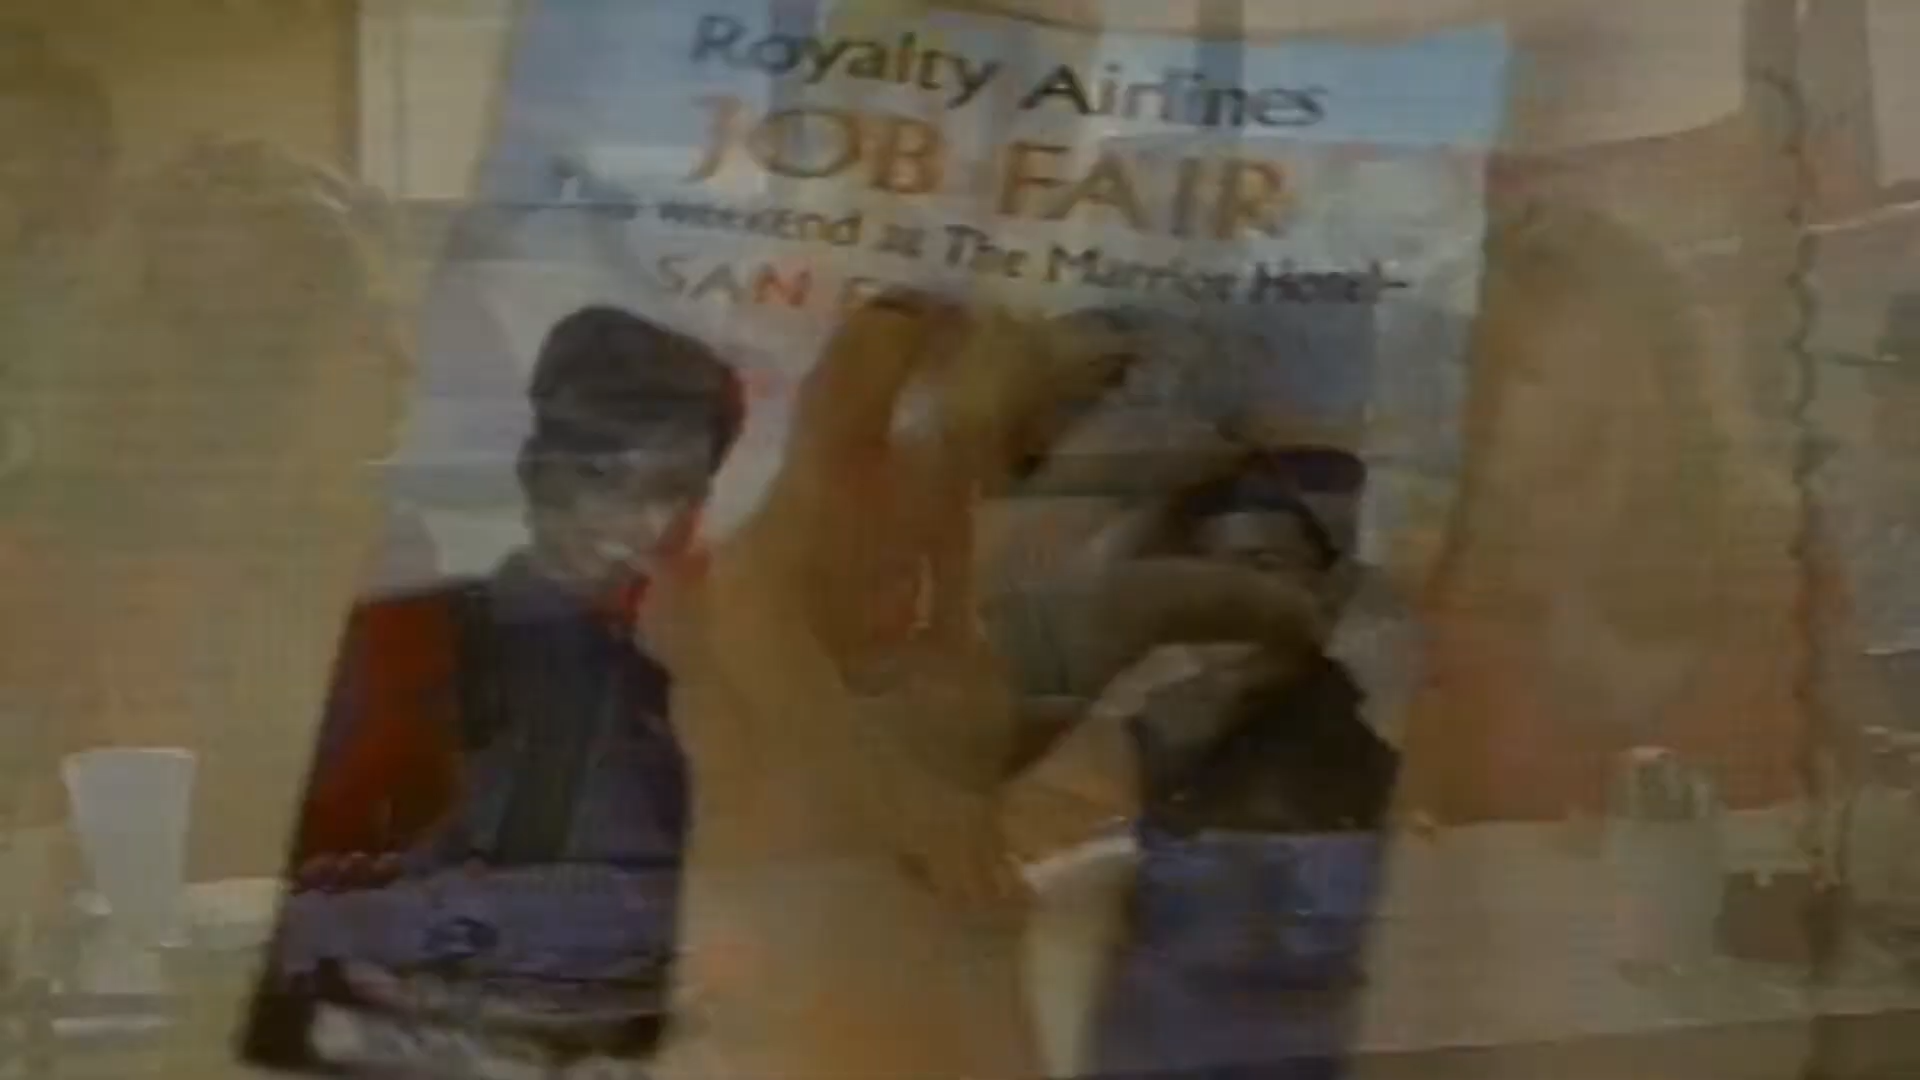 Royalty Airlines
JOB FAIR
weekEnd at The Marriot Hotel-
SAN